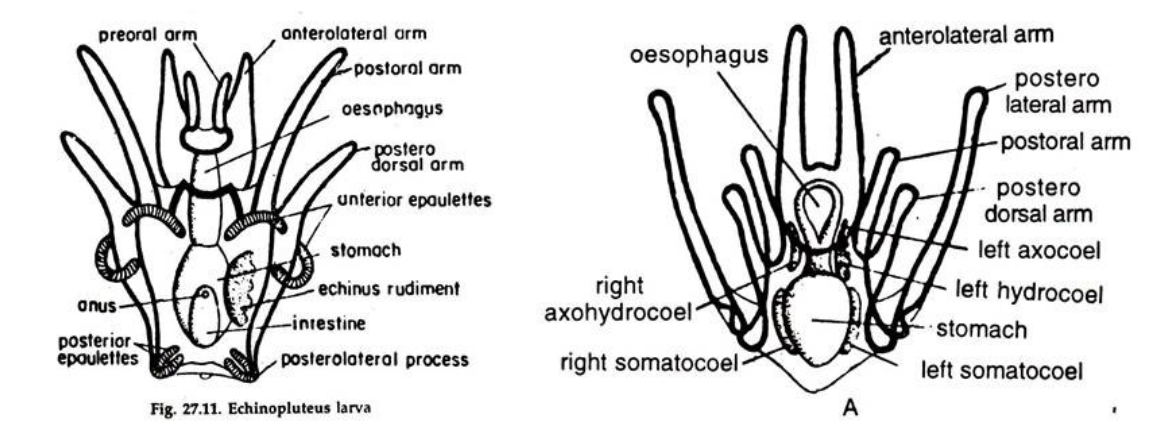 preoral arm
anterolateral arm
postoral arm
oesophagus
postero
dorsal arm
anterior epaulettes
stomach
echinus rudiment
anus
intestine
posterior
epaulettes
posterolateral process
Fig. 27.11. Echinopluteus larva
oesophagus
anterolateral arm
postero
lateral arm
postoral arm
postero
dorsal arm
left axocoel
left hydrocoel
right
axohydrocoel
stomach
right somatocoel
left somatocoel
A